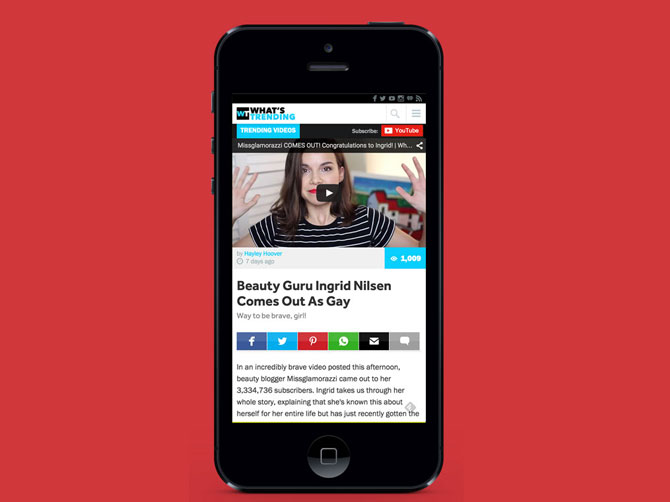 WT WHAT'S
TRENDING
TRENDING VIDEOS
Subscribe: YouTube
Missglamorazzi COMES OUT! Congratulations to Ingrid! | Wh...
by Hayley Hoover
7 days ago
1,009
Beauty Guru Ingrid Nilsen
Comes Out As Gay
Way to be brave, girl!
In an incredibly brave video posted this afternoon,
beauty blogger Missglamorazzi came out to her
3,334,736 subscribers. Ingrid takes us through her
whole story, explaining that she's known this about
herself for her entire life but has just recently gotten the